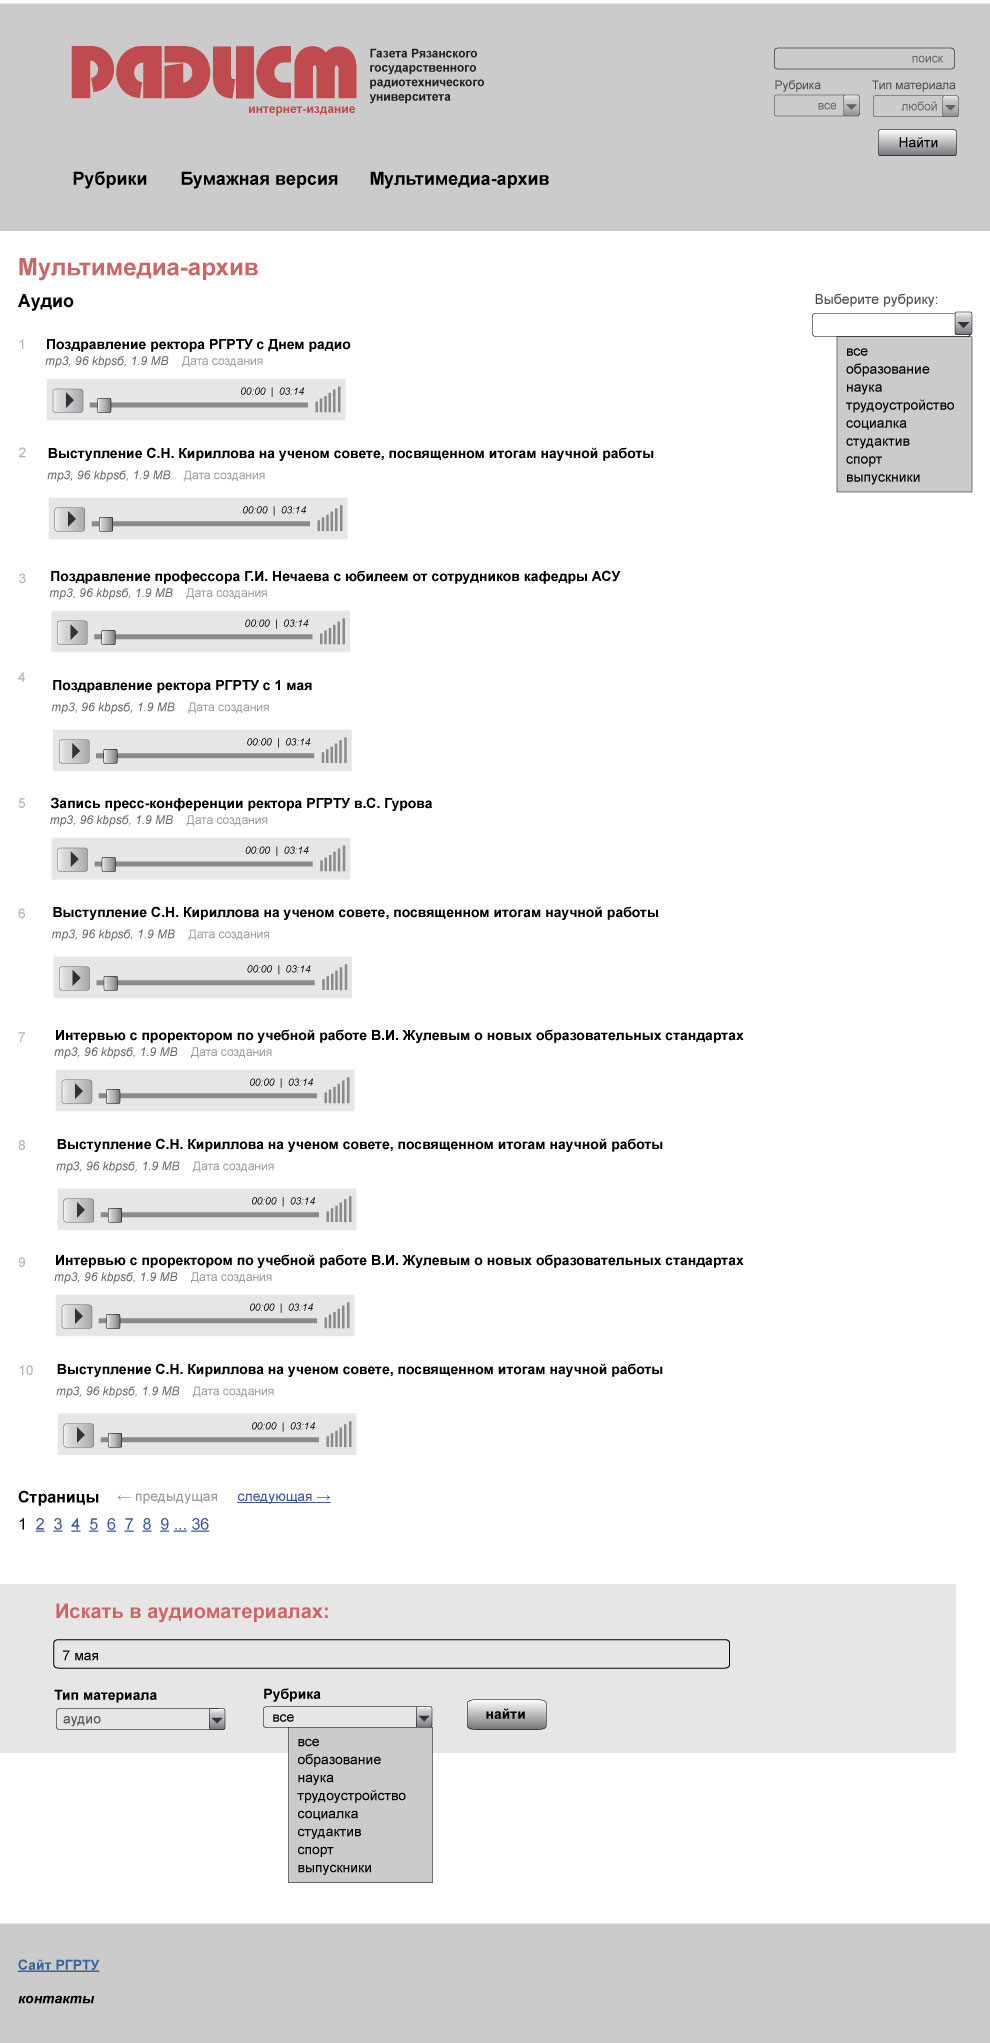 Радист
интернет-издание
Газета Рязанского
государственного
радиотехнического
университета
поиск
Рубрика
Тип материала
все
любой
Найти
Рубрики Бумажная версия Мультимедиа-архив
Мультимедиа-архив
Аудио
Выберите рубрику:
все
образование
наука
трудоустройство
социалка
студактив
спорт
выпускники
1 Поздравление ректора РГРТУ с Днем радио
mp3, 96 kbps, 1.9 MB Дата создания
00:00 | 03:14
2 Выступление С.Н. Кириллова на ученом совете, посвященном итогам научной работы
mp3, 96 kbpsб, 1.9 MB Дата создания
00:00 | 03:14
3 Поздравление профессора Г.И. Нечаева с юбилеем от сотрудников кафедры АСУ
mp3, 96 kbpsб, 1.9 MB Дата создания
00:00 | 03:14
4 Поздравление ректора РГРТУ с 1 мая
mp3, 96 kbpsб, 1.9 MB Дата создания
00:00 | 03:14
5 Запись пресс-конференции ректора РГРТУ в.С. Гурова
mp3, 96 kbpsб, 1.9 MB Дата создания
00:00 | 03:14
6 Выступление С.Н. Кириллова на ученом совете, посвященном итогам научной работы
mp3, 96 kbpsб, 1.9 MB Дата создания
00:00 | 03:14
7 Интервью с проректором по учебной работе В.И. Жулевым о новых образовательных стандартах
mp3, 96 kbpsб, 1.9 MB Дата создания
00:00 | 03:14
8 Выступление С.Н. Кириллова на ученом совете, посвященном итогам научной работы
mp3, 96 kbpsб, 1.9 MB Дата создания
00:00 | 03:14
9 Интервью с проректором по учебной работе В.И. Жулевым о новых образовательных стандартах
mp3, 96 kbpsб, 1.9 MB Дата создания
00:00 | 03:14
10 Выступление С.Н. Кириллова на ученом совете, посвященном итогам научной работы
mp3, 96 kbpsб, 1.9 MB Дата создания
00:00 | 03:14
Страницы ← предыдущая следующая →
1 2 3 4 5 6 7 8 9 ... 36
Искать в аудиоматериалах:
7 мая
Тип материала
Рубрика
аудио
все
найти
все
образование
наука
трудоустройство
социалка
студактив
спорт
выпускники
Сайт РГРТУ
контакты